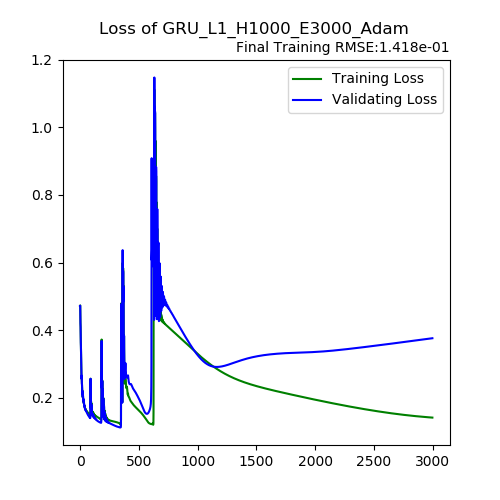 Loss of GRU_L1_H1000_E3000_Adam
Final Training RMSE:1.418e-01
Training Loss
Validating Loss
1.2
1.0
0.8
0.6
0.4
0.2
0 500 1000 1500 2000 2500 3000